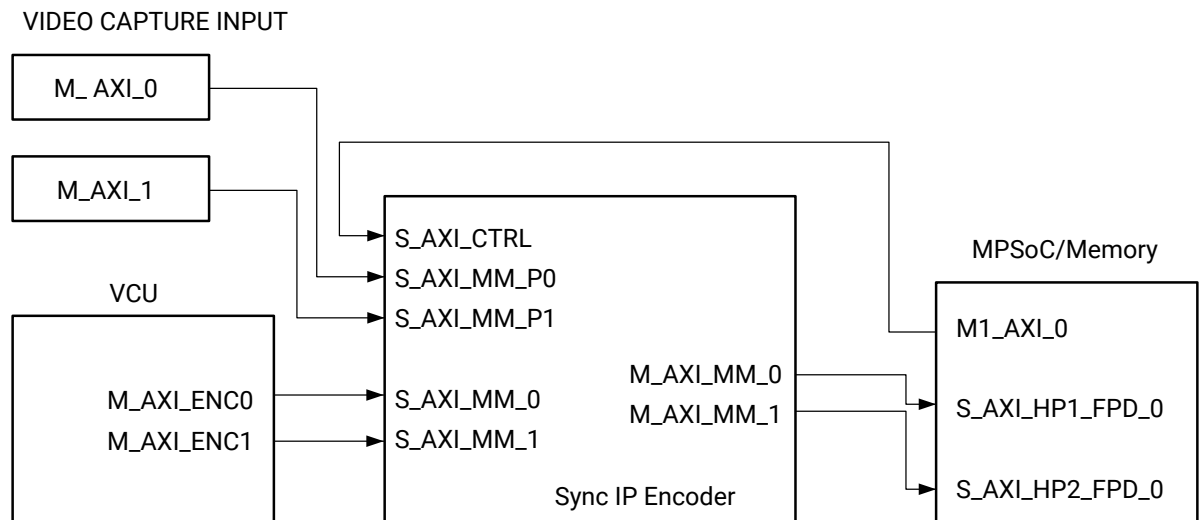 VIDEO CAPTURE INPUT
M_ AXI_0
M_AXI_1
VCU
M_AXI_ENC0
M_AXI_ENC1
S_AXI_CTRL
S_AXI_MM_P0
S_AXI_MM_P1
S_AXI_MM_0
S_AXI_MM_1
M_AXI_MM_0
M_AXI_MM_1
Sync IP Encoder
MPSoC/Memory
M1_AXI_0
S_AXI_HP1_FPD_0
S_AXI_HP2_FPD_0